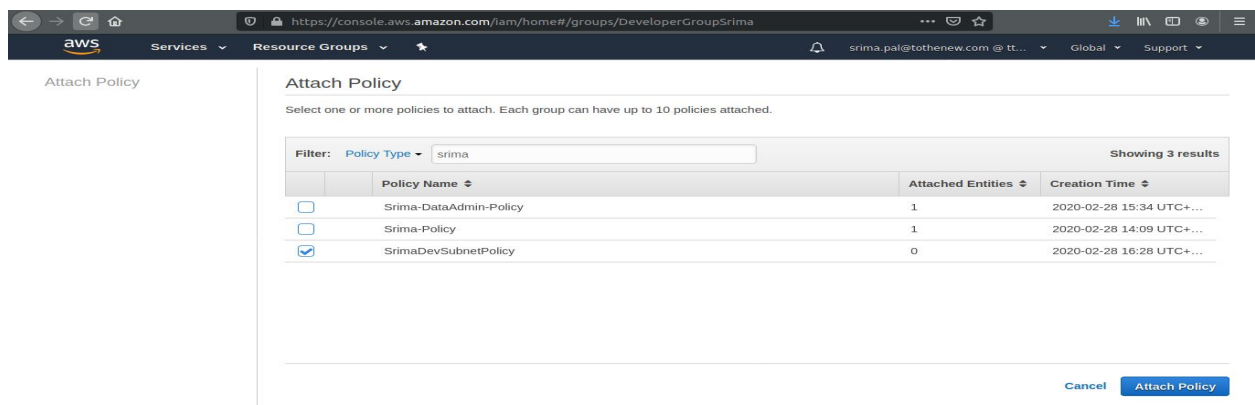 https://console.aws.amazon.com/iam/home#/groups/DeveloperGroupSrima
aws Services Resource Groups srima.pal@tothenew.com @ tt... Global Support
Attach Policy
Attach Policy
Select one or more policies to attach. Each group can have up to 10 policies attached.
Filter: Policy Type srima Showing 3 results
Policy Name Attached Entities Creation Time
Srima-DataAdmin-Policy 1 2020-02-28 15:34 UTC+...
Srima-Policy 1 2020-02-28 14:09 UTC+...
SrimaDevSubnetPolicy 0 2020-02-28 16:28 UTC+...
Cancel Attach Policy